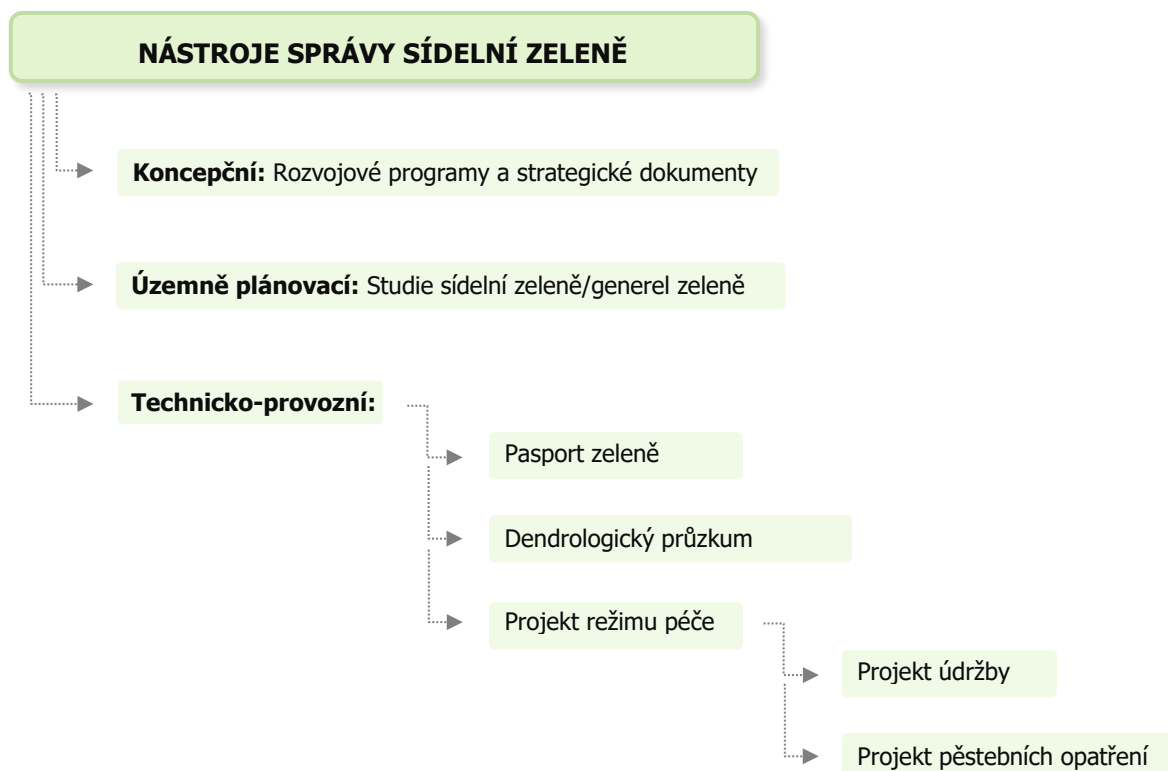 NÁSTROJE SPRÁVY SÍDELNÍ ZELENĚ
Koncepční: Rozvojové programy a strategické dokumenty
Územně plánovací: Studie sídelní zeleně/generel zeleně
Technicko-provozní:
Pasport zeleně
Dendrologický průzkum
Projekt režimu péče
Projekt údržby
Projekt pěstebních opatření